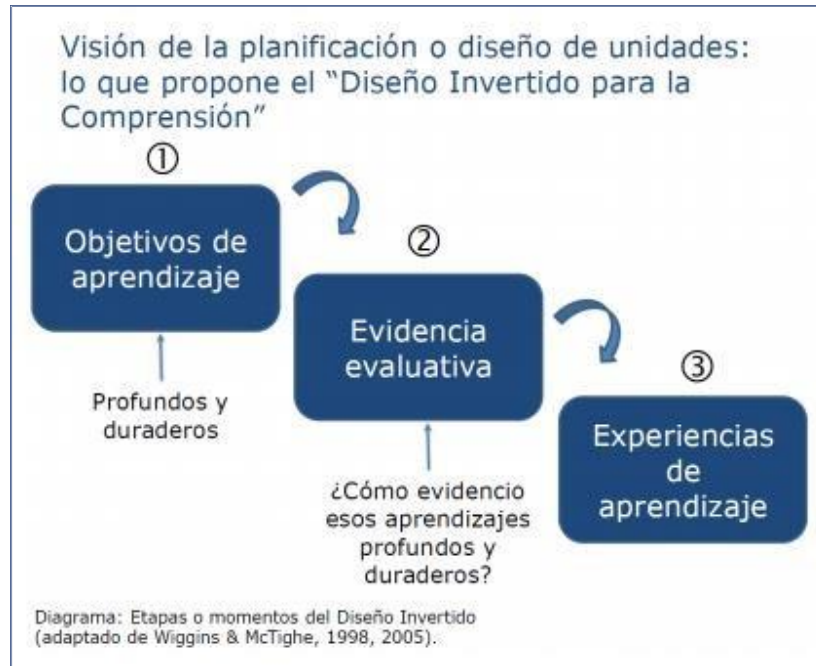 Visión de la planificación o diseño de unidades:
lo que propone el “Diseño Invertido para la
Comprensión”
①
Objetivos de
aprendizaje
Profundos y
duraderos
②
Evidencia
evaluativa
¿Cómo evidencio
esos aprendizajes
profundos y
duraderos?
③
Experiencias
de
aprendizaje
Diagrama: Etapas o momentos del Diseño Invertido
(adaptado de Wiggins & McTighe, 1998, 2005).